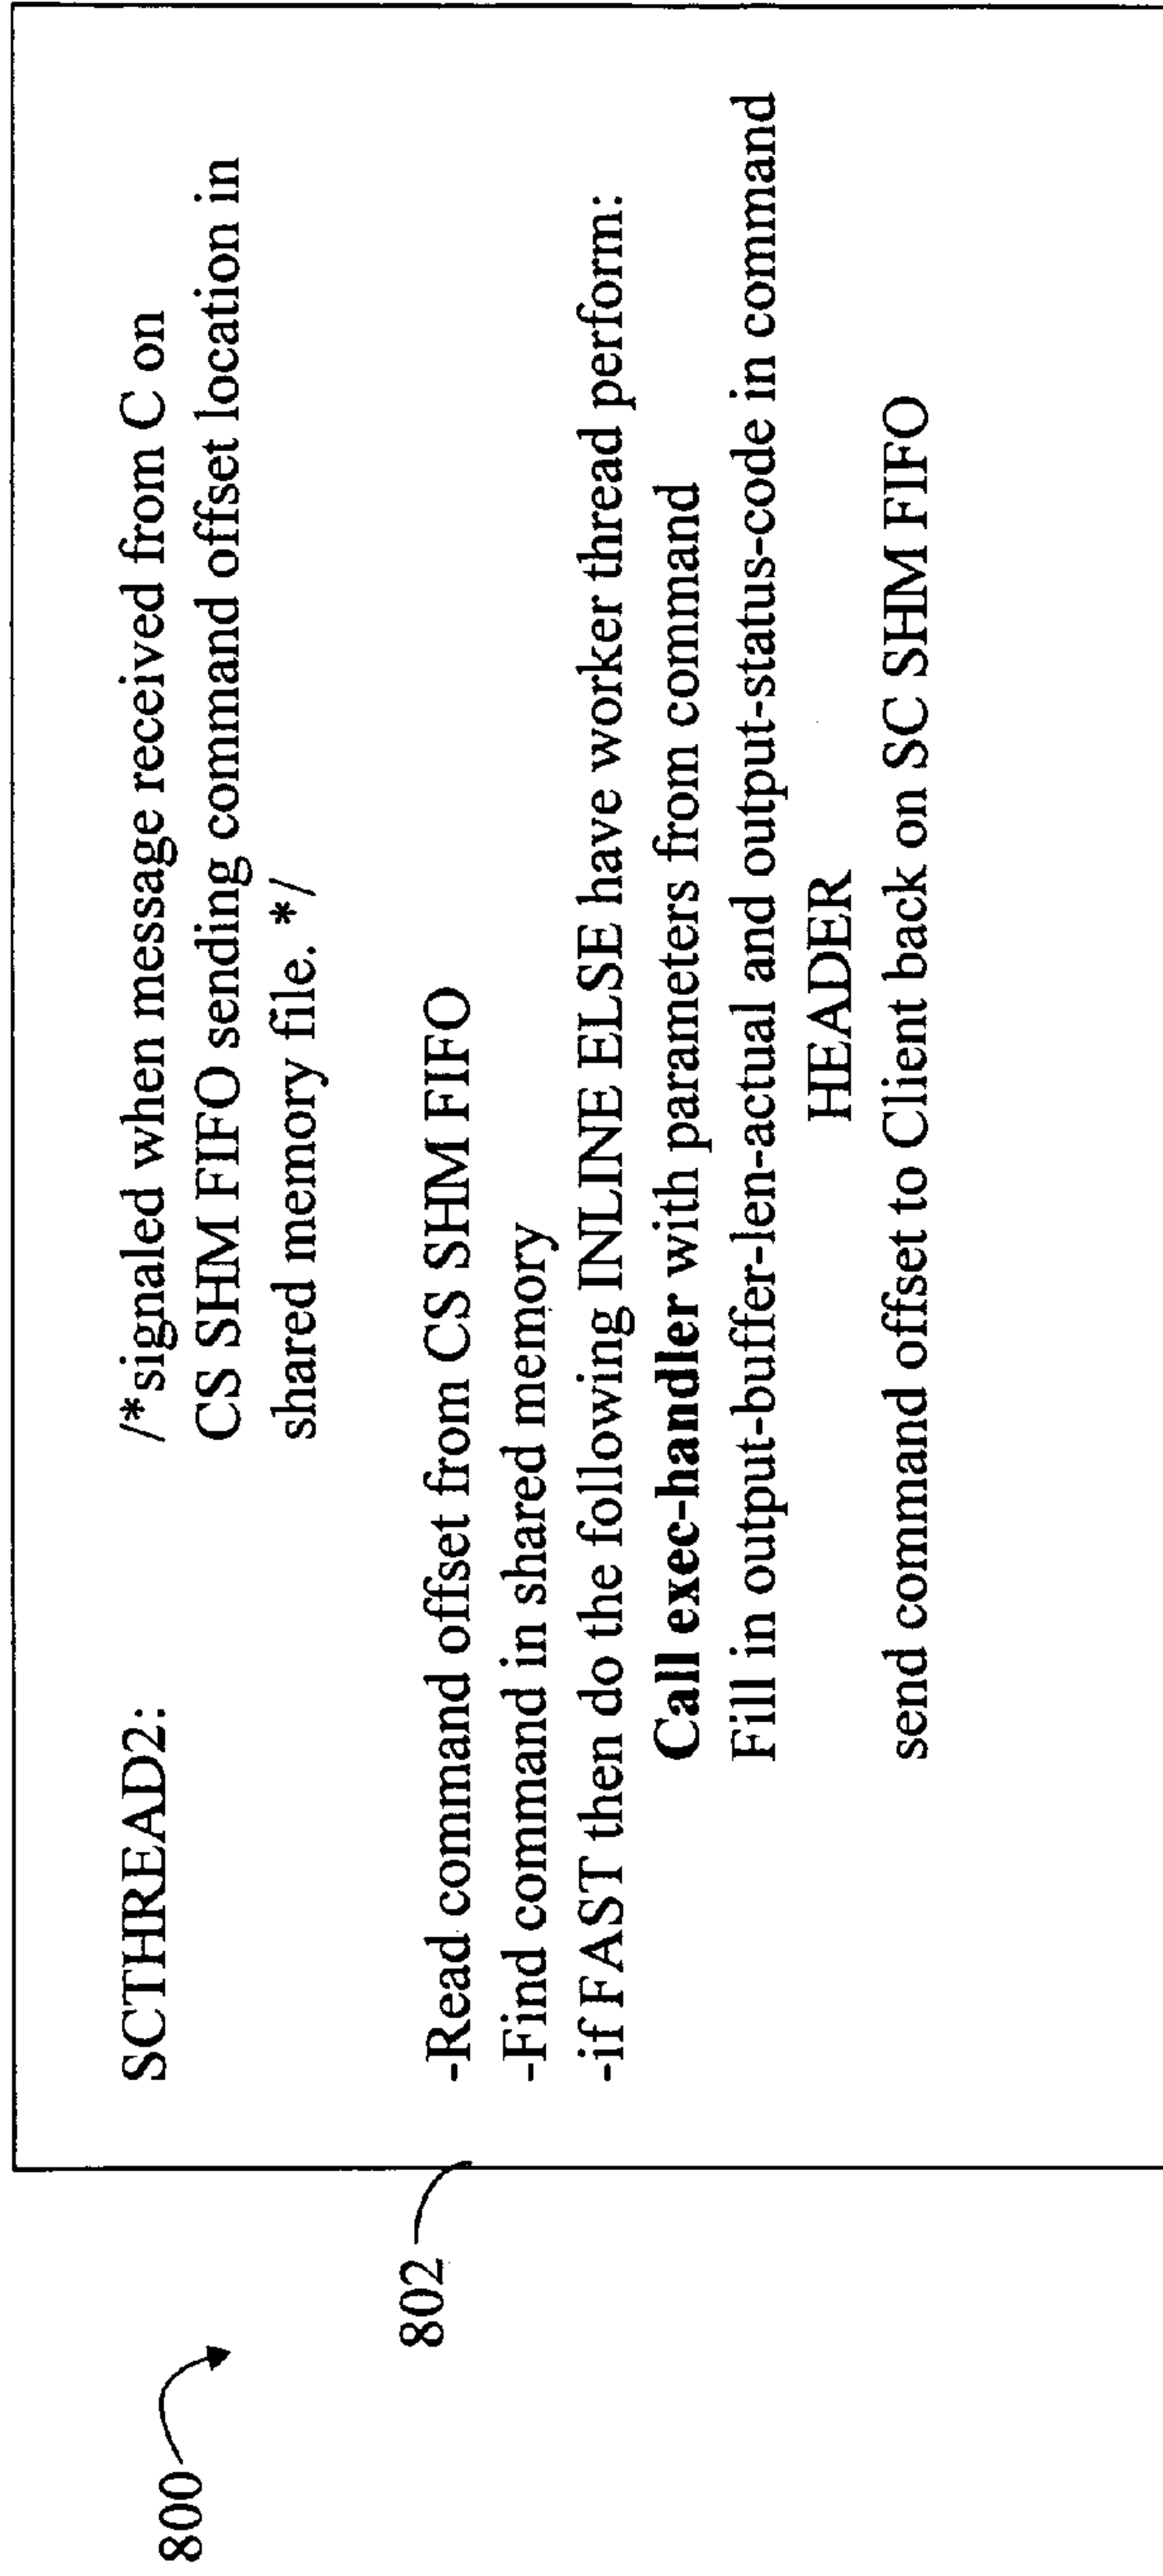 800
802
SCTHREAD2:
/*signaled when message received from C on
CS SHM FIFO sending command offset location in
shared memory file. */
-Read command offset from CS SHM FIFO
-Find command in shared memory
-if FAST then do the following INLINE ELSE have worker thread perform:
Call exec-handler with parameters from command
Fill in output-buffer-len-actual and output-status-code in command
HEADER
send command offset to Client back on SC SHM FIFO